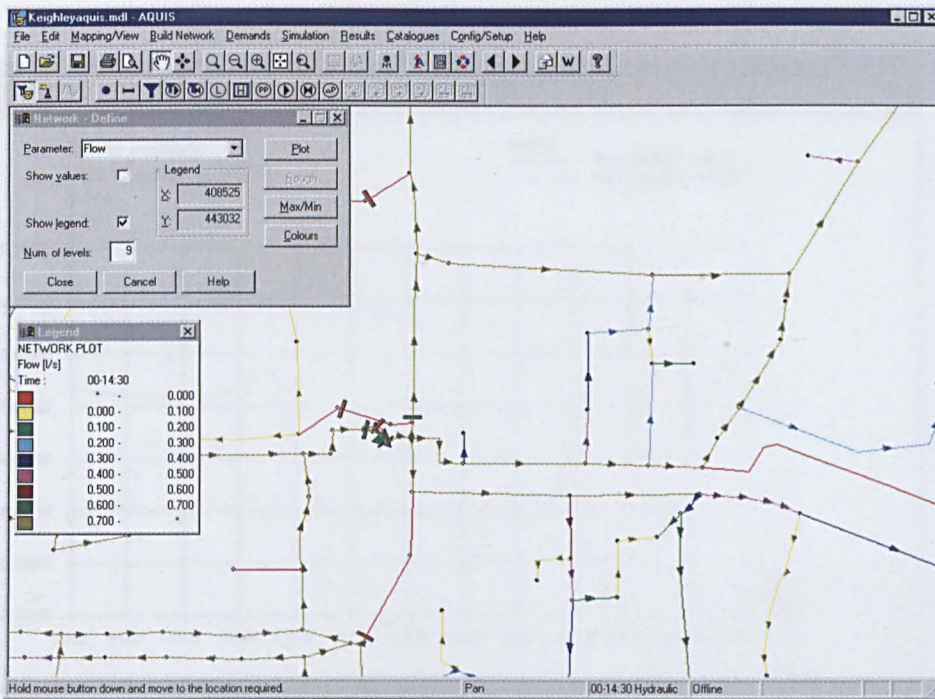 Keighleyaquis.mdl - AQUIS
File Edit Mapping/View Build Network Demands Simulation Results Catalogues Config/Setup Help
Network - Define
Parameter: Flow Plot
Show values: Legend Rough
X: 408525
Max/Min
Show legend: Y: 443032
Colours
Num. of levels: 9
Close Cancel Help
Legend
NETWORK PLOT
Flow [l/s]
Time : 00-14:30
* - 0.000
0.000 - 0.100
0.100 - 0.200
0.200 - 0.300
0.300 - 0.400
0.400 - 0.500
0.500 - 0.600
0.600 - 0.700
0.700 - *
Hold mouse button down and move to the location required. Pan 00-14:30 Hydraulic Offline